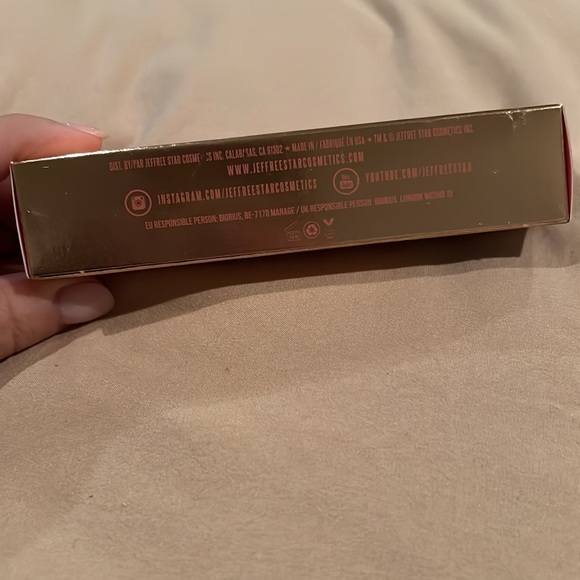 DIST. BY/PAR JEFFREE STAR COSMETICS INC. CALABASAS, CA 91302 ★ MADE IN / FABRIQUÉ EN USA ★ TM & © JEFFREE STAR COSMETICS INC.
WWW.JEFFREESTARCOSMETICS.COM
INSTAGRAM.COM/JEFFREESTARCOSMETICS YOUTUBE.COM/JEFFREESTAR
EU RESPONSIBLE PERSON: BIORIUS, BE-7170 MANAGE / UK RESPONSIBLE PERSON: BIORIUS, LONDON